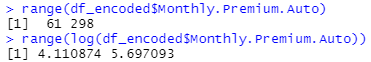 > range(df_encoded$Monthly.Premium.Auto)
[1]  61 298
> range(log(df_encoded$Monthly.Premium.Auto))
[1] 4.110874 5.697093